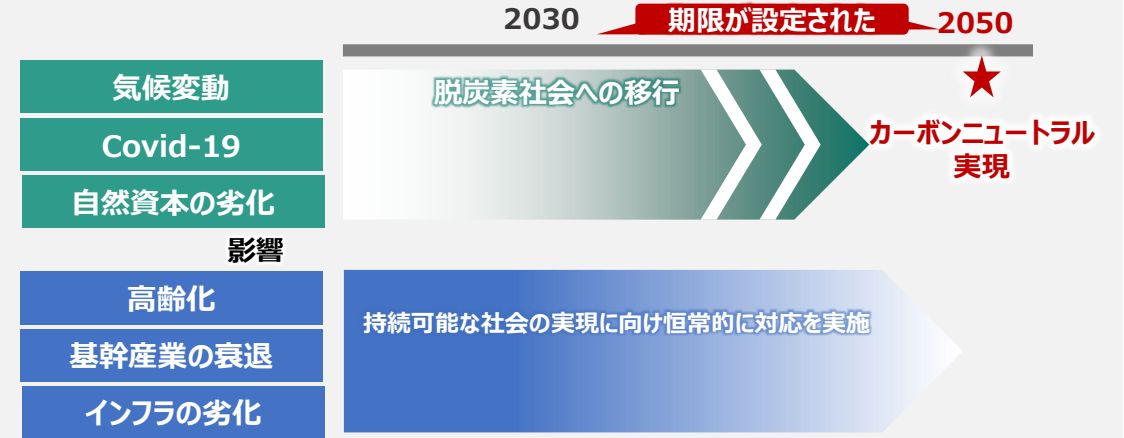 2030
期限が設定された
2050
気候変動
脱炭素社会への移行
Covid-19
カーボンニュートラル
実現
自然資本の劣化
影響
高齢化
持続可能な社会の実現に向け恒常的に対応を実施
基幹産業の衰退
インフラの劣化